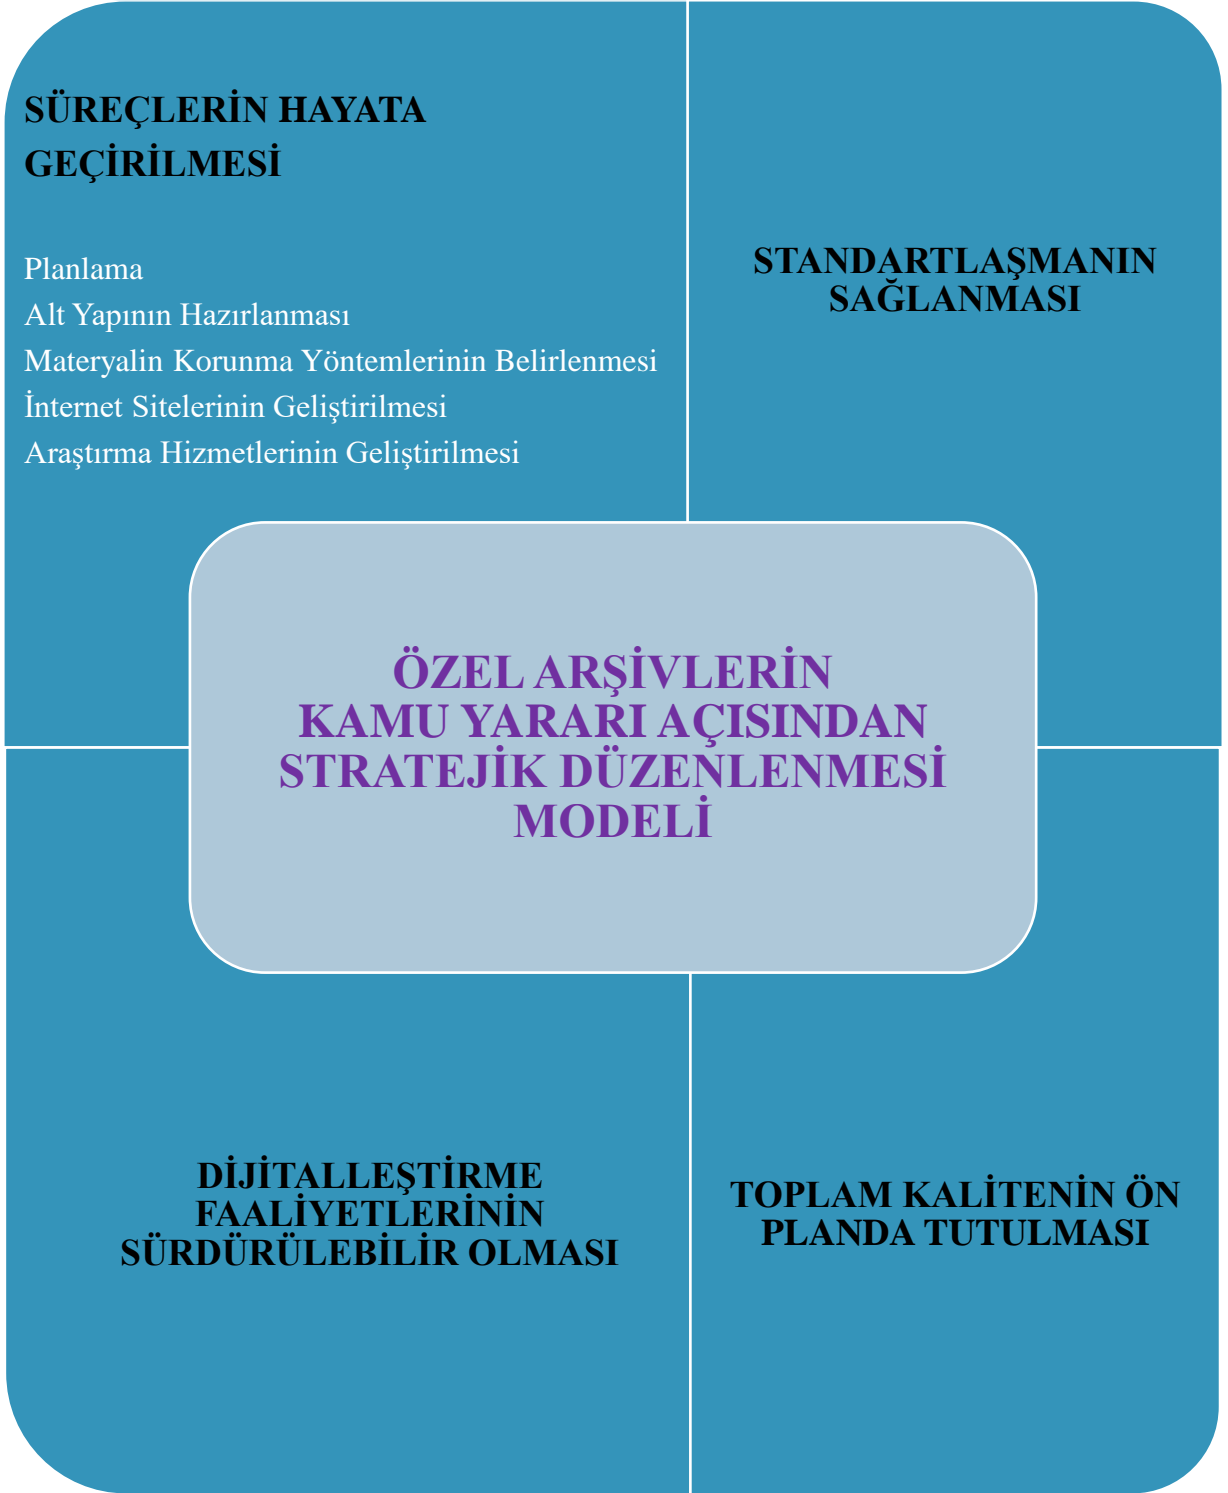 SÜREÇLERİN HAYATA
GEÇİRİLMESİ
Planlama
Alt Yapının Hazırlanması
Materyalin Korunma Yöntemlerinin Belirlenmesi
İnternet Sitelerinin Geliştirilmesi
Araştırma Hizmetlerinin Geliştirilmesi
STANDARTLAŞMANIN
SAĞLANMASI
ÖZEL ARŞİVLERİN
KAMU YARARI AÇISINDAN
STRATEJİK DÜZENLENMESİ
MODELİ
DİJİTALLEŞTİRME
FAALİYETLERİNİN
SÜRDÜRÜLEBİLİR OLMASI
TOPLAM KALİTENİN ÖN
PLANDA TUTULMASI